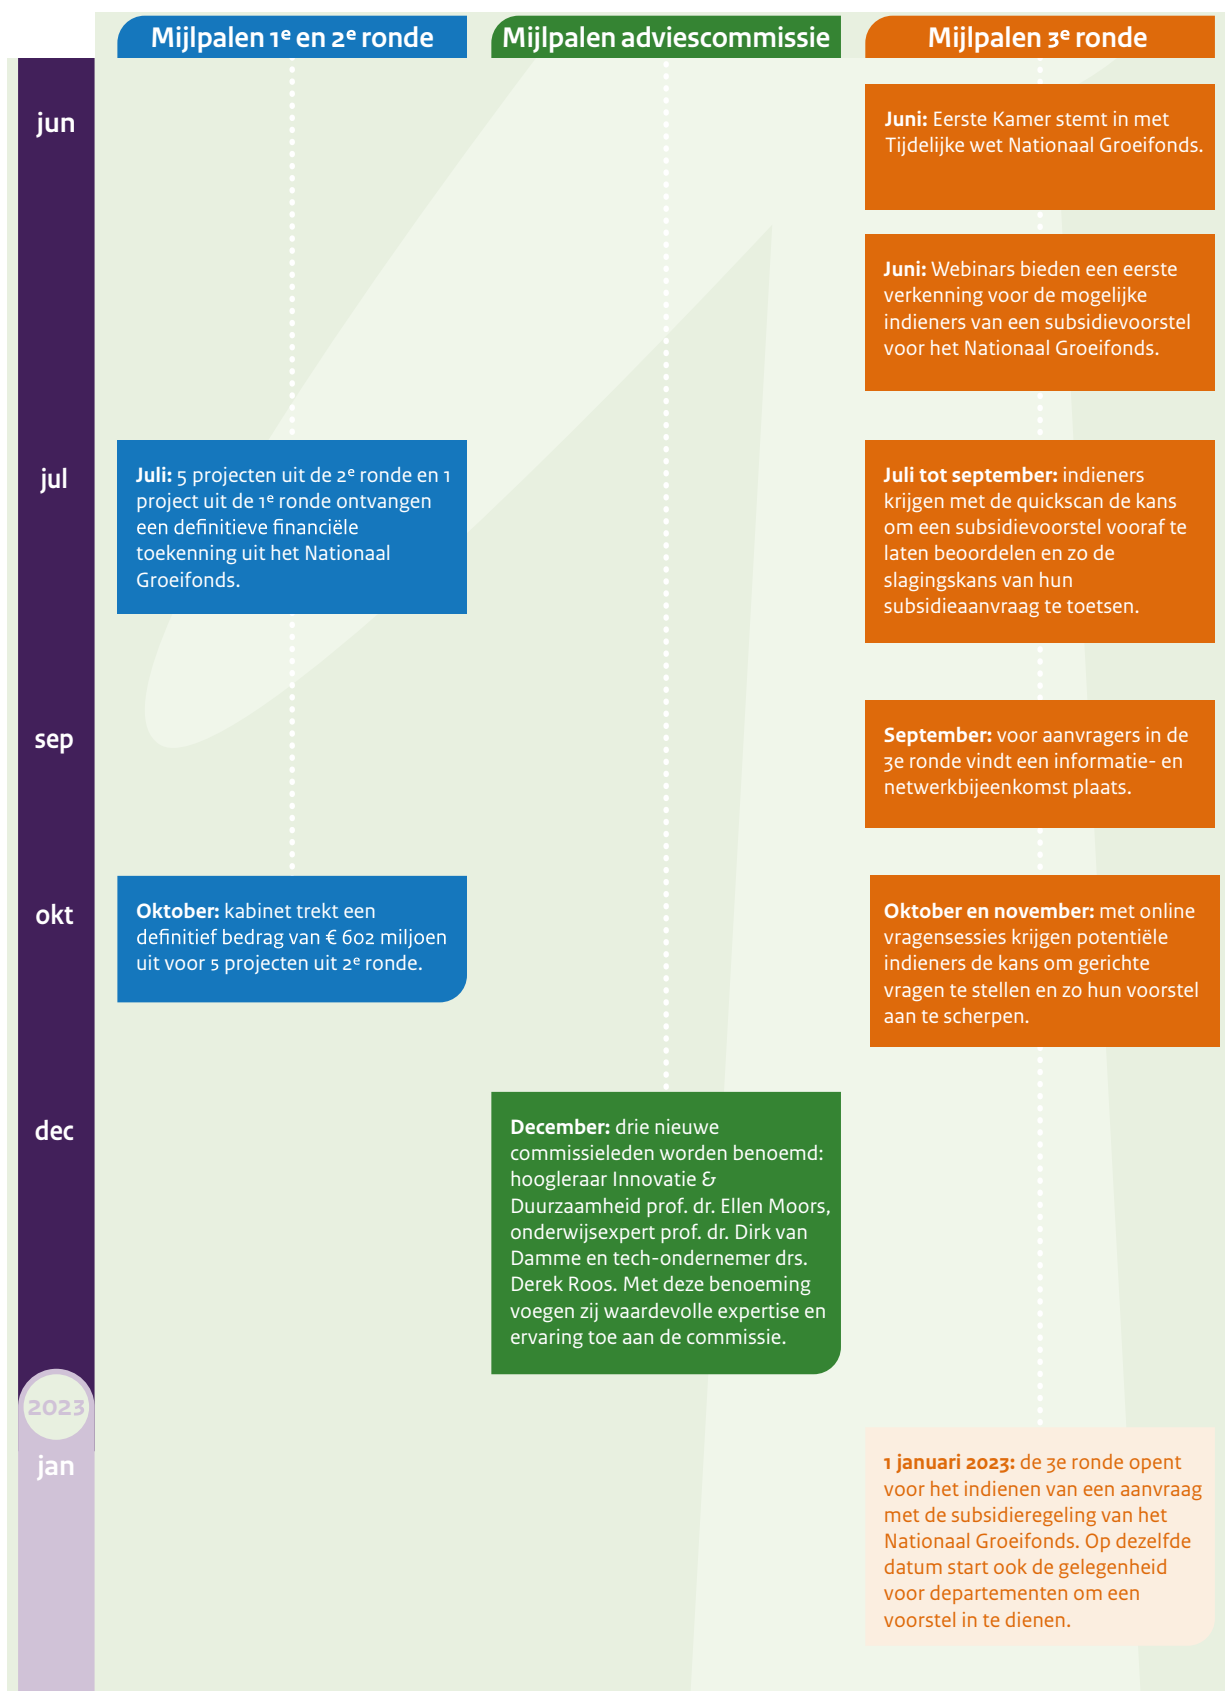 Mijlpalen 1e en 2e ronde
Mijlpalen adviescommissie
Mijlpalen 3e ronde
jun
Juni: Eerste Kamer stemt in met
Tijdelijke wet Nationaal Groeifonds.
Juni: Webinars bieden een eerste
verkenning voor de mogelijke
indieners van een subsidievoorstel
voor het Nationaal Groeifonds.
jul
Juli: 5 projecten uit de 2e ronde en 1
project uit de 1e ronde ontvangen
een definitieve financiële
toekenning uit het Nationaal
Groeifonds.
Juli tot september: indieners
krijgen met de quickscan de kans
om een subsidievoorstel vooraf te
laten beoordelen en zo de
slagingskans van hun
subsidieaanvraag te toetsen.
sep
September: voor aanvragers in de
3e ronde vindt een informatie- en
netwerkbijeenkomst plaats.
okt
Oktober: kabinet trekt een
definitief bedrag van € 602 miljoen
uit voor 5 projecten uit 2e ronde.
Oktober en november: met online
vragensessies krijgen potentiële
indieners de kans om gerichte
vragen te stellen en zo hun voorstel
aan te scherpen.
dec
December: drie nieuwe
commissieleden worden benoemd:
hoogleraar Innovatie &
Duurzaamheid prof. dr. Ellen Moors,
onderwijsexpert prof. dr. Dirk van
Damme en tech-ondernemer drs.
Derek Roos. Met deze benoeming
voegen zij waardevolle expertise en
ervaring toe aan de commissie.
2023
jan
1 januari 2023: de 3e ronde opent
voor het indienen van een aanvraag
met de subsidieregeling van het
Nationaal Groeifonds. Op dezelfde
datum start ook de gelegenheid
voor departementen om een
voorstel in te dienen.